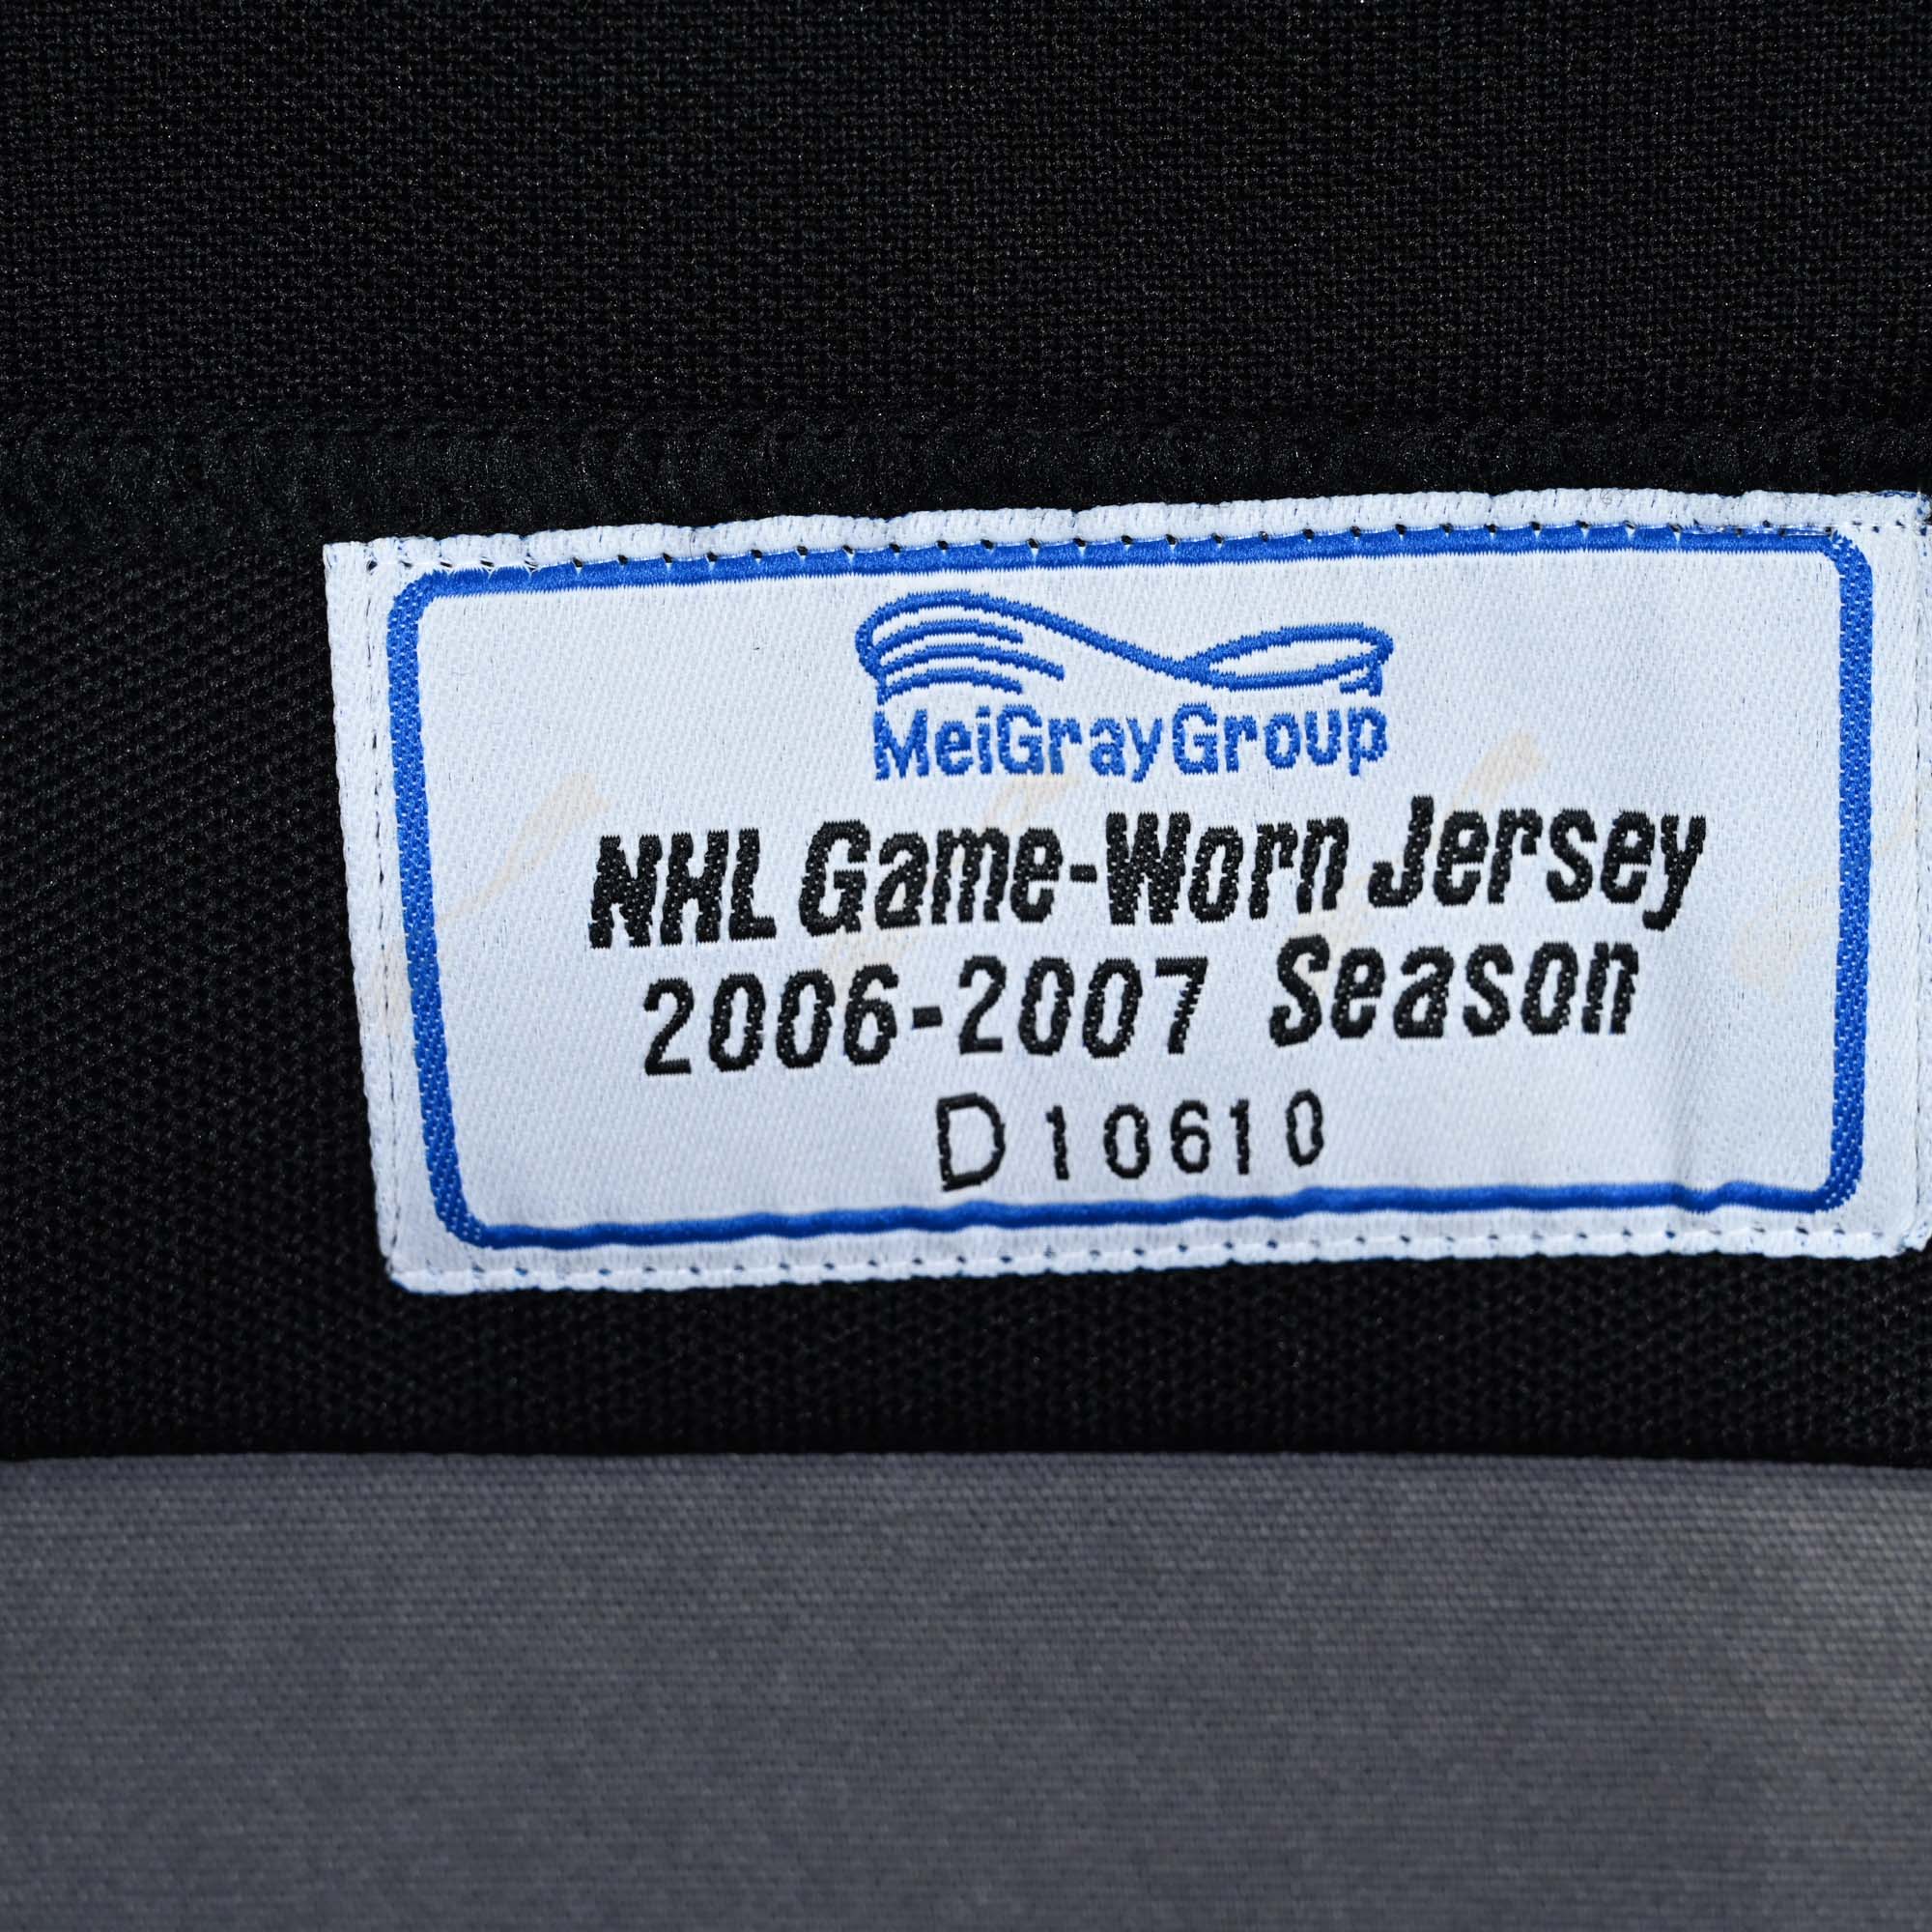 MeiGrayGroup
NHL Game-Worn Jersey
2006-2007 Season
D10610